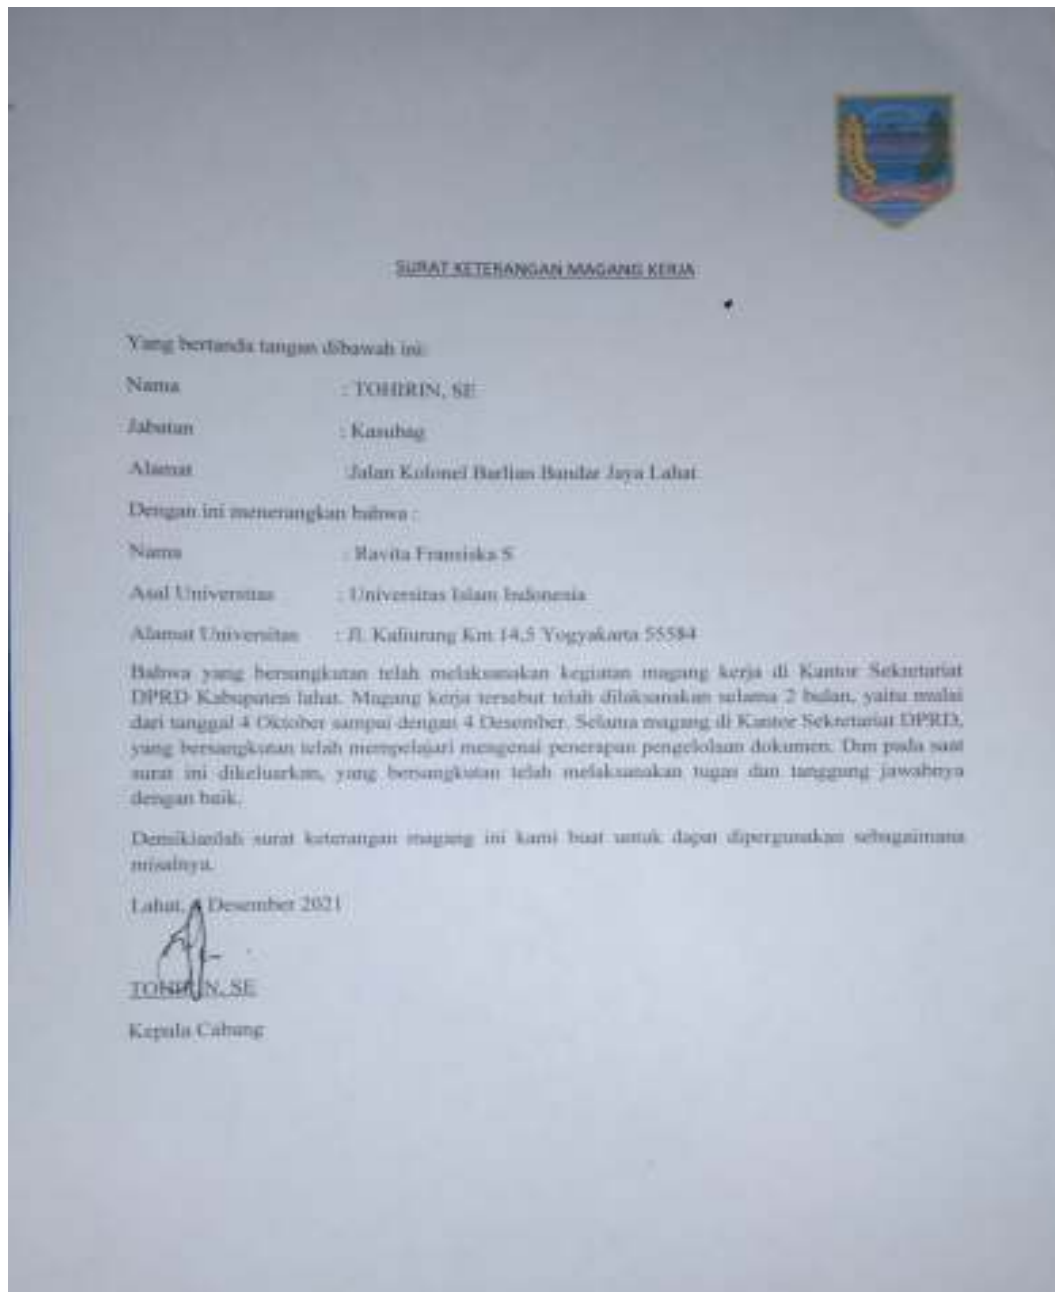 SURAT KETERANGAN MAGANG KERJA
Yang bertanda tangan dibawah ini:
Nama : TOHIRIN, SE
Jabatan : Kasubag
Alamat :Jalan Kolonel Barlian Bandar Jaya Lahat
Dengan ini menerangkan bahwa :
Nama : Ravita Fransiska S
Asal Universitas : Universitas Islam Indonesia
Alamat Universitas : Jl. Kaliurang Km 14,5 Yogyakarta 55584
Bahwa yang bersangkutan telah melaksanakan kegiatan magang kerja di Kantor Sekretariat
DPRD Kabupaten lahat. Magang kerja tersebut telah dilaksanakan selama 2 bulan, yaitu mulai
dari tanggal 4 Oktober sampai dengan 4 Desember. Selama magang di Kantor Sekretariat DPRD,
yang bersangkutan telah mempelajari mengenai penerapan pengelolaan dokumen. Dan pada saat
surat ini dikeluarkan, yang bersangkutan telah melaksanakan tugas dan tanggung jawabnya
dengan baik.
Demikianlah surat keterangan magang ini kami buat untuk dapat dipergunakan sebagaimana
misalnya.
Lahat, Desember 2021
TOHIRIN, SE
Kepala Cabang